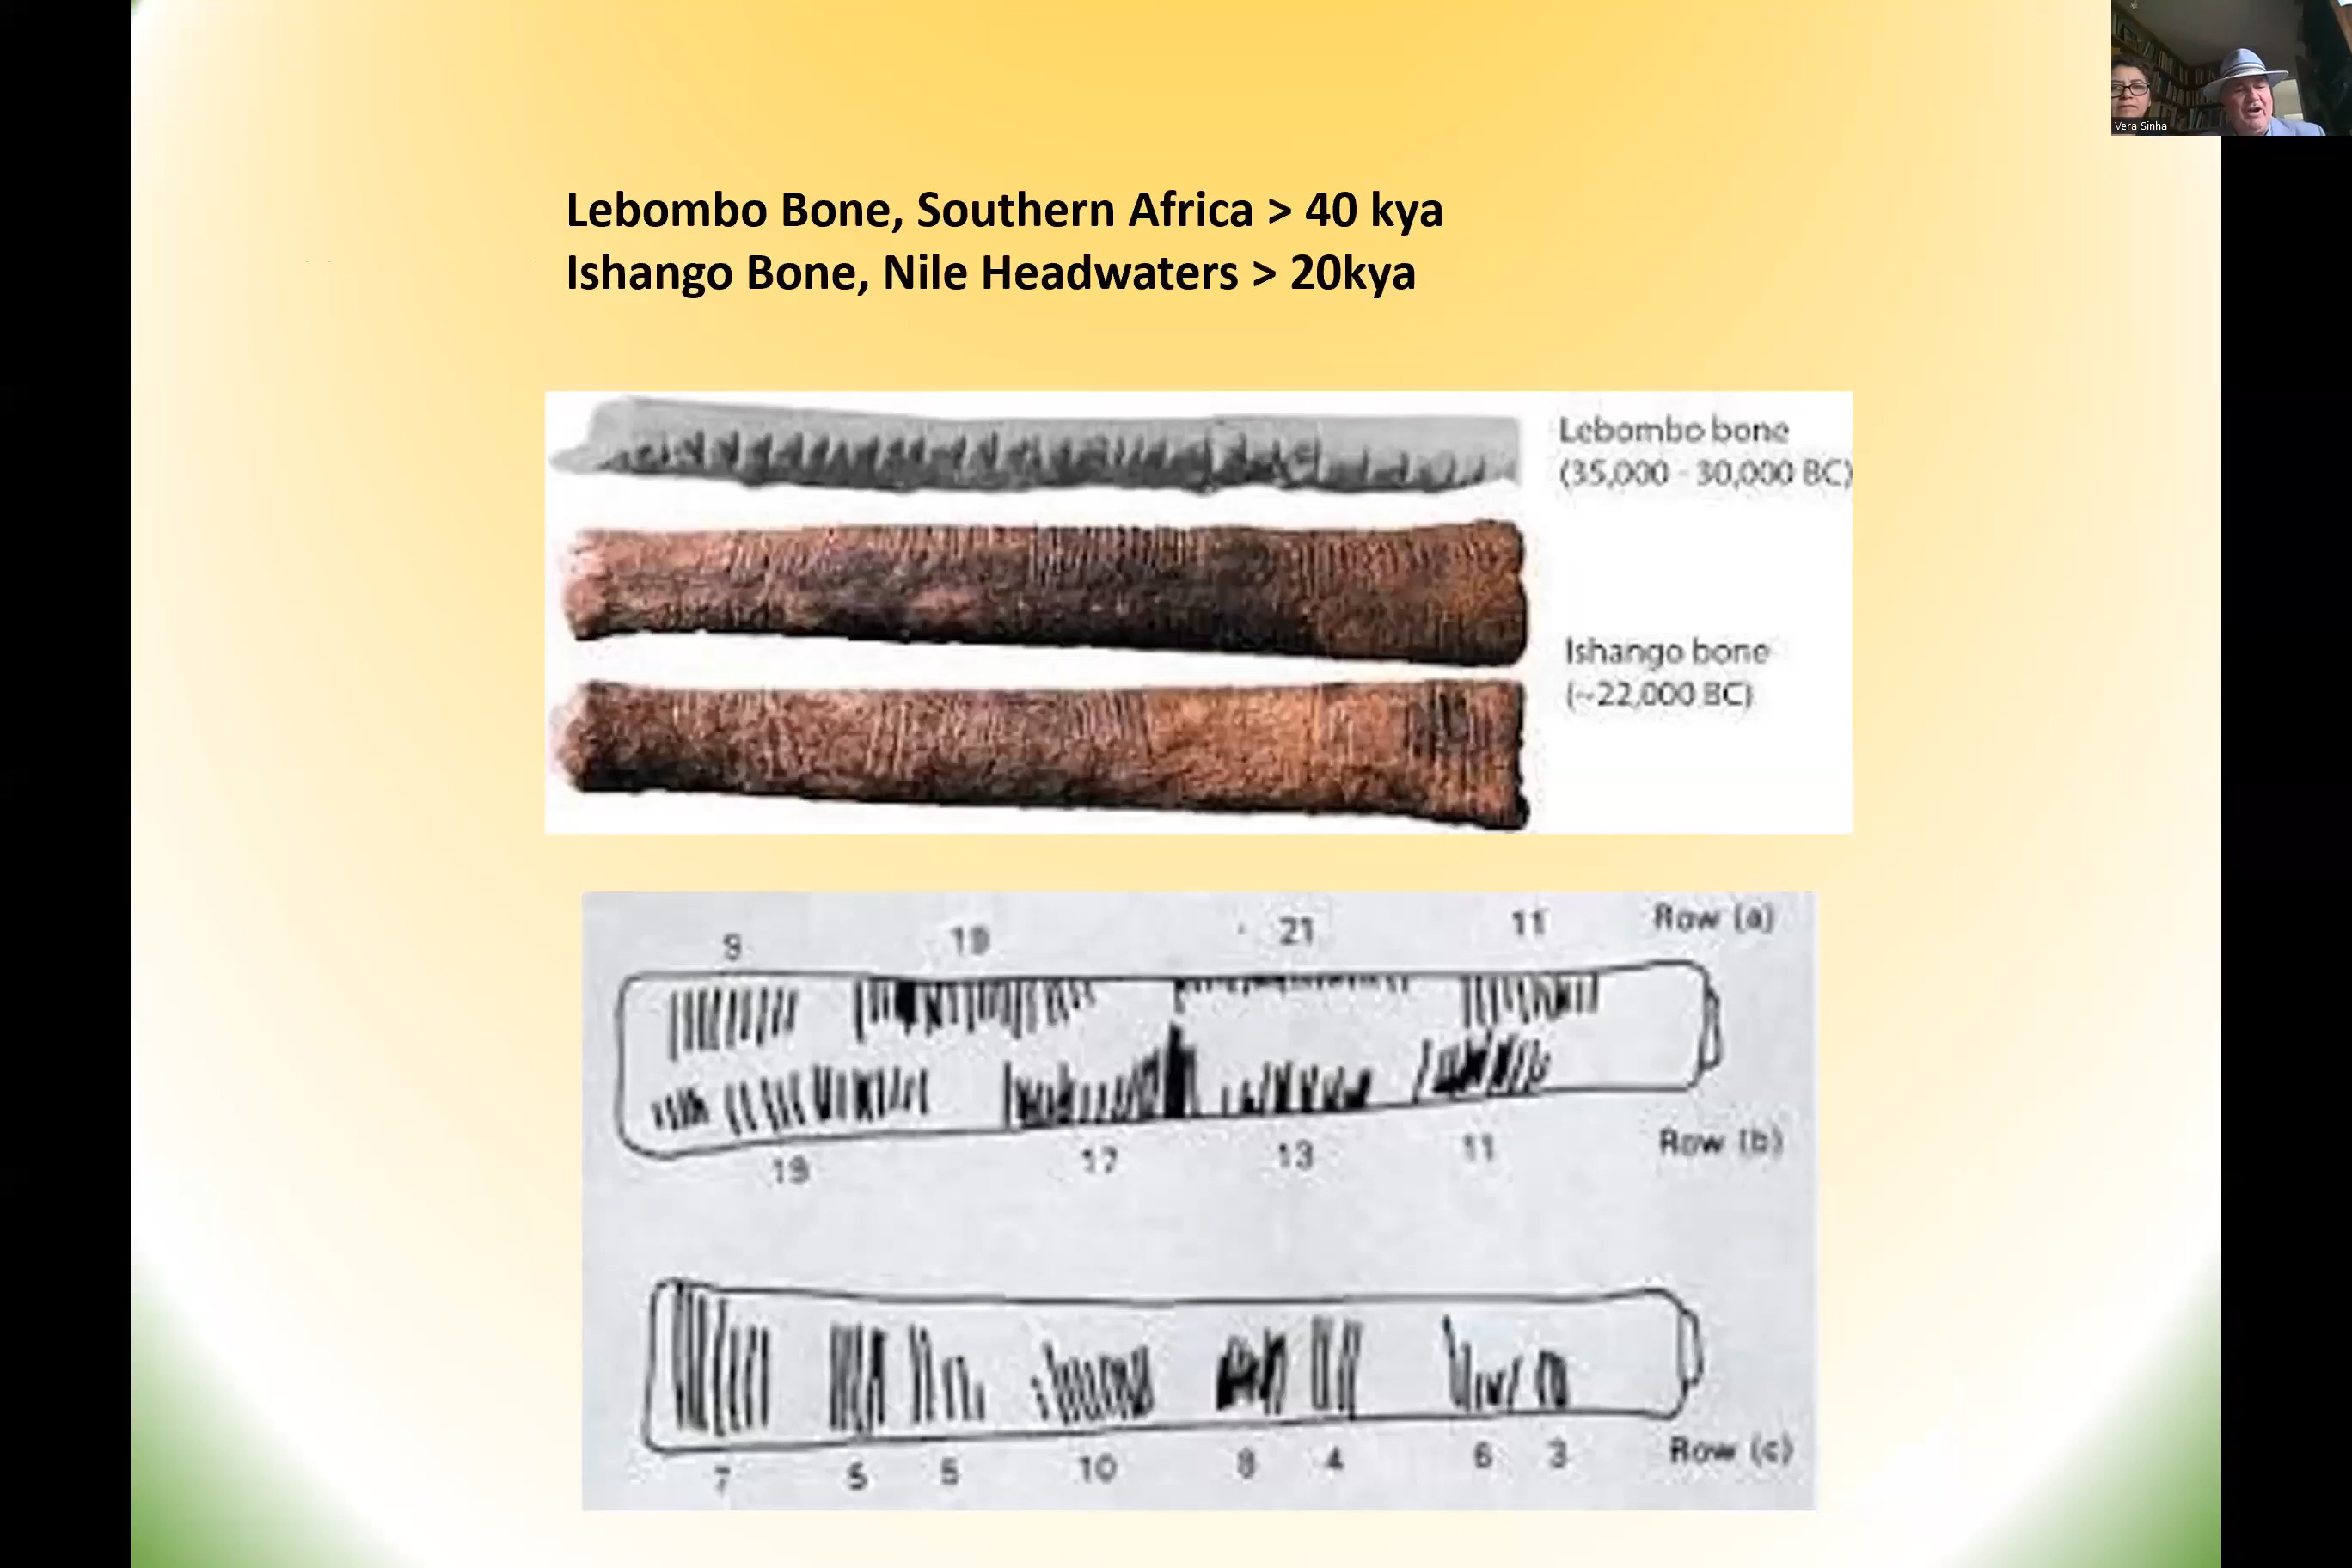 Vera Sinha
Lebombo Bone, Southern Africa > 40 kya
Ishango Bone, Nile Headwaters > 20kya
Lebombo bone
(35,000 - 30,000 BC)
Ishango bone
(~22,000 BC)
9 19 21 11 Row (a)
19 17 13 11 Row (b)
7 5 5 10 8 4 6 3 Row (c)